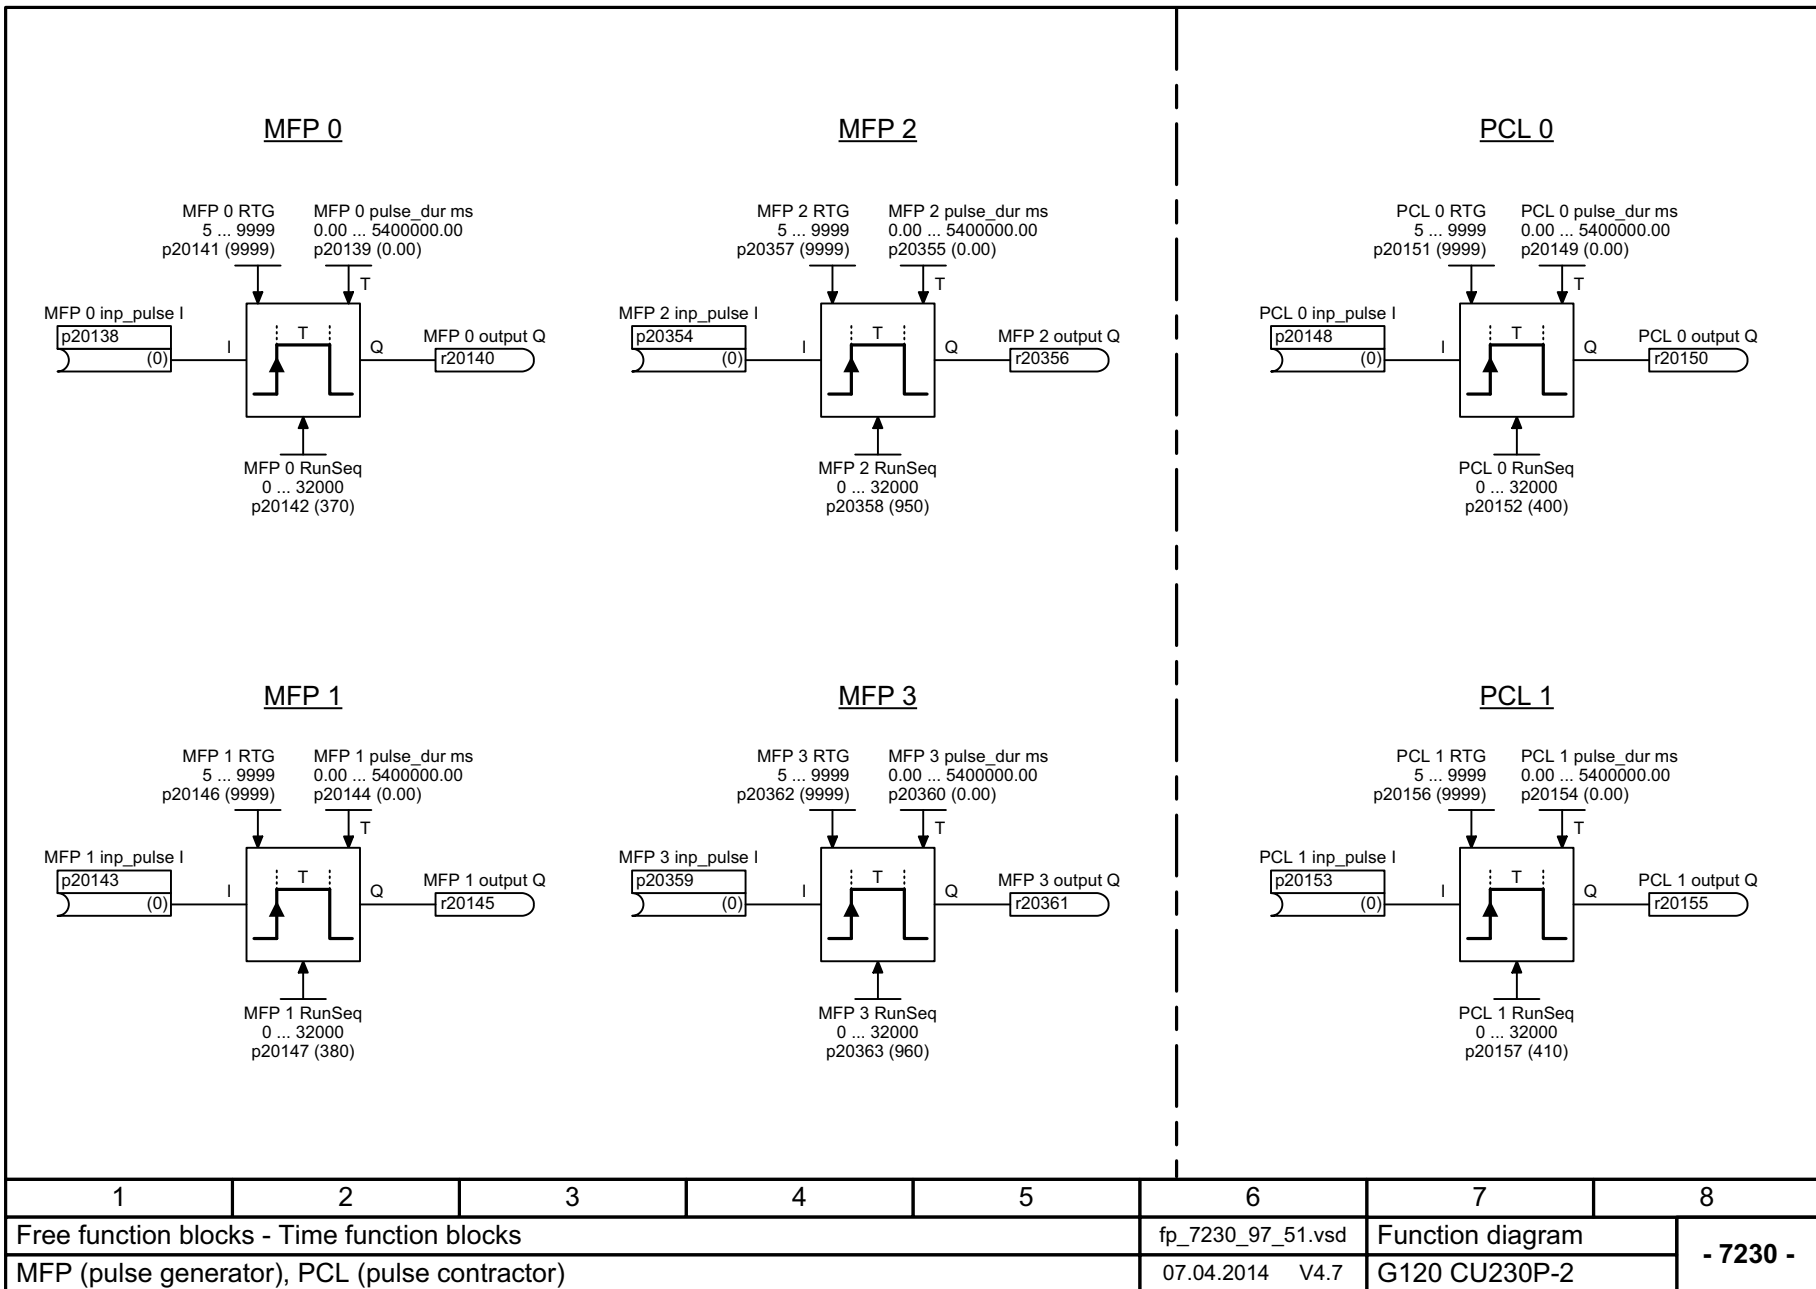 MFP 0
MFP 0 RTG
5 ... 9999
p20141 (9999)
MFP 0 pulse_dur ms
0.00 ... 5400000.00
p20139 (0.00)
T
MFP 0 inp_pulse I
p20138
(0)
I
T
Q
MFP 0 output Q
r20140
MFP 0 RunSeq
0 ... 32000
p20142 (370)
MFP 2
MFP 2 RTG
5 ... 9999
p20357 (9999)
MFP 2 pulse_dur ms
0.00 ... 5400000.00
p20355 (0.00)
T
MFP 2 inp_pulse I
p20354
(0)
I
T
Q
MFP 2 output Q
r20356
MFP 2 RunSeq
0 ... 32000
p20358 (950)
PCL 0
PCL 0 RTG
5 ... 9999
p20151 (9999)
PCL 0 pulse_dur ms
0.00 ... 5400000.00
p20149 (0.00)
T
PCL 0 inp_pulse I
p20148
(0)
I
T
Q
PCL 0 output Q
r20150
PCL 0 RunSeq
0 ... 32000
p20152 (400)
MFP 1
MFP 1 RTG
5 ... 9999
p20146 (9999)
MFP 1 pulse_dur ms
0.00 ... 5400000.00
p20144 (0.00)
T
MFP 1 inp_pulse I
p20143
(0)
I
T
Q
MFP 1 output Q
r20145
MFP 1 RunSeq
0 ... 32000
p20147 (380)
MFP 3
MFP 3 RTG
5 ... 9999
p20362 (9999)
MFP 3 pulse_dur ms
0.00 ... 5400000.00
p20360 (0.00)
T
MFP 3 inp_pulse I
p20359
(0)
I
T
Q
MFP 3 output Q
r20361
MFP 3 RunSeq
0 ... 32000
p20363 (960)
PCL 1
PCL 1 RTG
5 ... 9999
p20156 (9999)
PCL 1 pulse_dur ms
0.00 ... 5400000.00
p20154 (0.00)
T
PCL 1 inp_pulse I
p20153
(0)
I
T
Q
PCL 1 output Q
r20155
PCL 1 RunSeq
0 ... 32000
p20157 (410)
1 2 3 4 5 6 7 8
Free function blocks - Time function blocks
fp_7230_97_51.vsd
Function diagram
- 7230 -
MFP (pulse generator), PCL (pulse contractor)
07.04.2014 V4.7
G120 CU230P-2